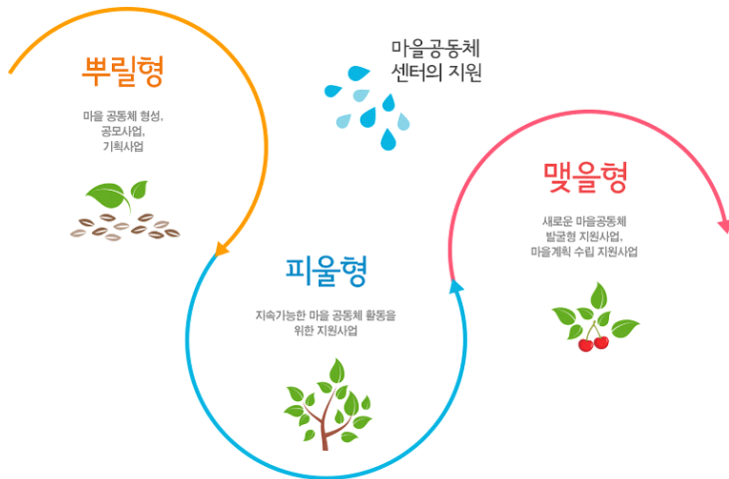 뿌릴형
마을 공동체 형성,
공모사업,
기획사업
마을공동체
센터의 지원
피울형
지속가능한 마을 공동체 활동을
위한 지원사업
맺을형
새로운 마을공동체
발굴형 지원사업,
마을계획 수립 지원사업